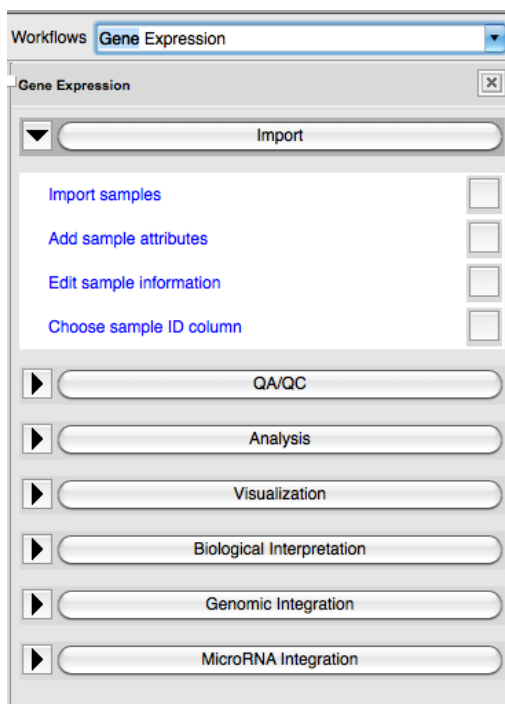 Workflows Gene Expression
Gene Expression
Import
Import samples
Add sample attributes
Edit sample information
Choose sample ID column
QA/QC
Analysis
Visualization
Biological Interpretation
Genomic Integration
MicroRNA Integration